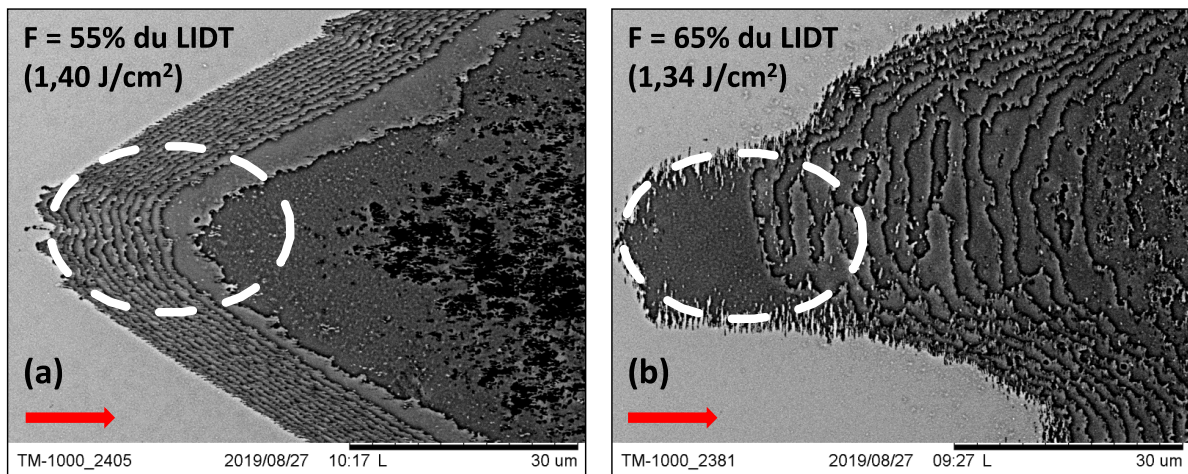 F = 55% du LIDT
(1,40 J/cm²)
(a)
TM-1000_2405 2019/08/27 10:17 L 30 um
F = 65% du LIDT
(1,34 J/cm²)
(b)
TM-1000_2381 2019/08/27 09:27 L 30 um